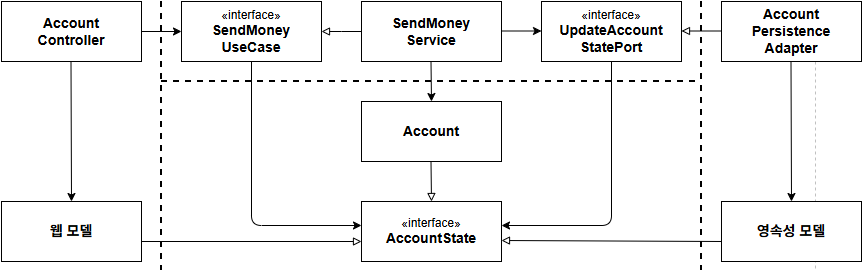 Account
Controller
«interface»
SendMoney
UseCase
SendMoney
Service
«interface»
UpdateAccount
StatePort
Account
Persistence
Adapter
Account
웹 모델
«interface»
AccountState
영속성 모델